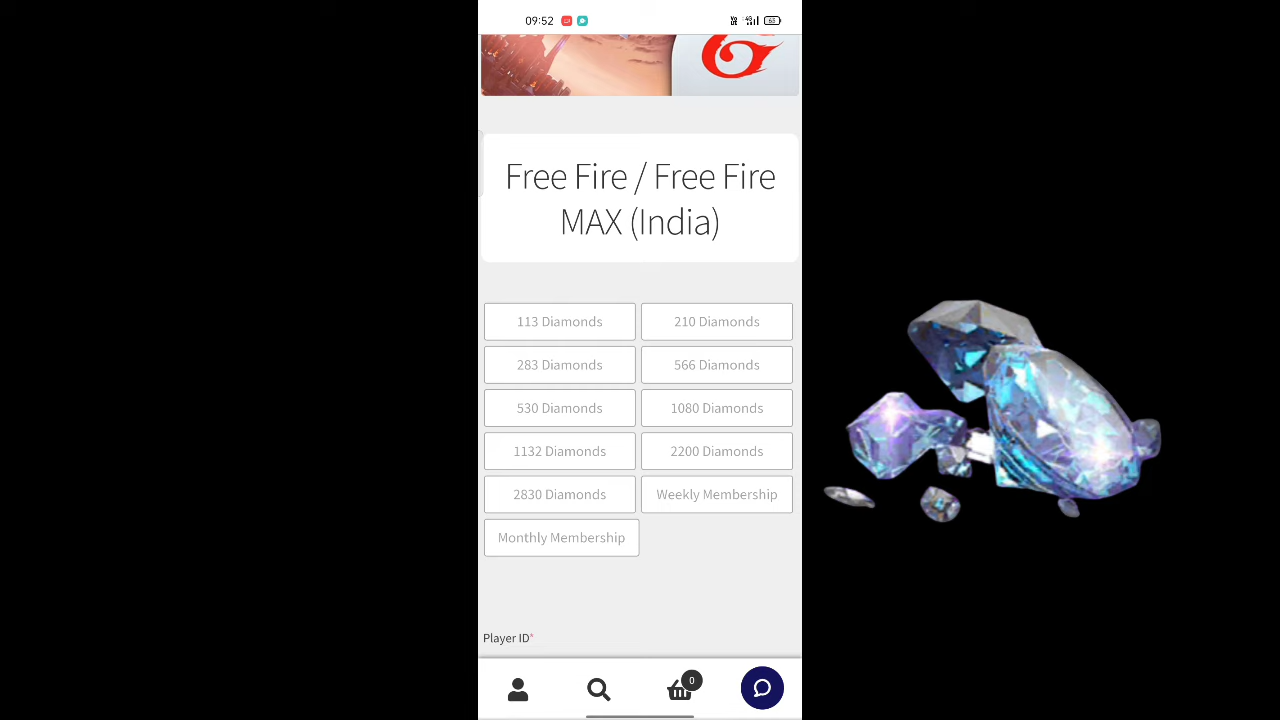 09:52
63
Free Fire / Free Fire
MAX (India)
113 Diamonds
210 Diamonds
283 Diamonds
566 Diamonds
530 Diamonds
1080 Diamonds
1132 Diamonds
2200 Diamonds
2830 Diamonds
Weekly Membership
Monthly Membership
Player ID*
0